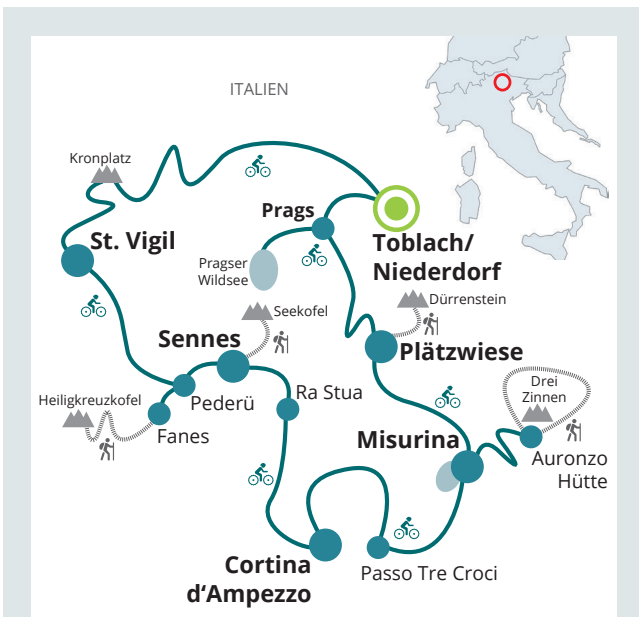 ITALIEN
Kronplatz
Prags
St. Vigil
Toblach/
Niederdorf
Pragser
Wildsee
Dürrenstein
Seekofel
Sennes
Plätzwiese
Drei
Zinnen
Heiligkreuzkofel
Pederü
Ra Stua
Fanes
Misurina
Auronzo
Hütte
Cortina
d‘Ampezzo
Passo Tre Croci